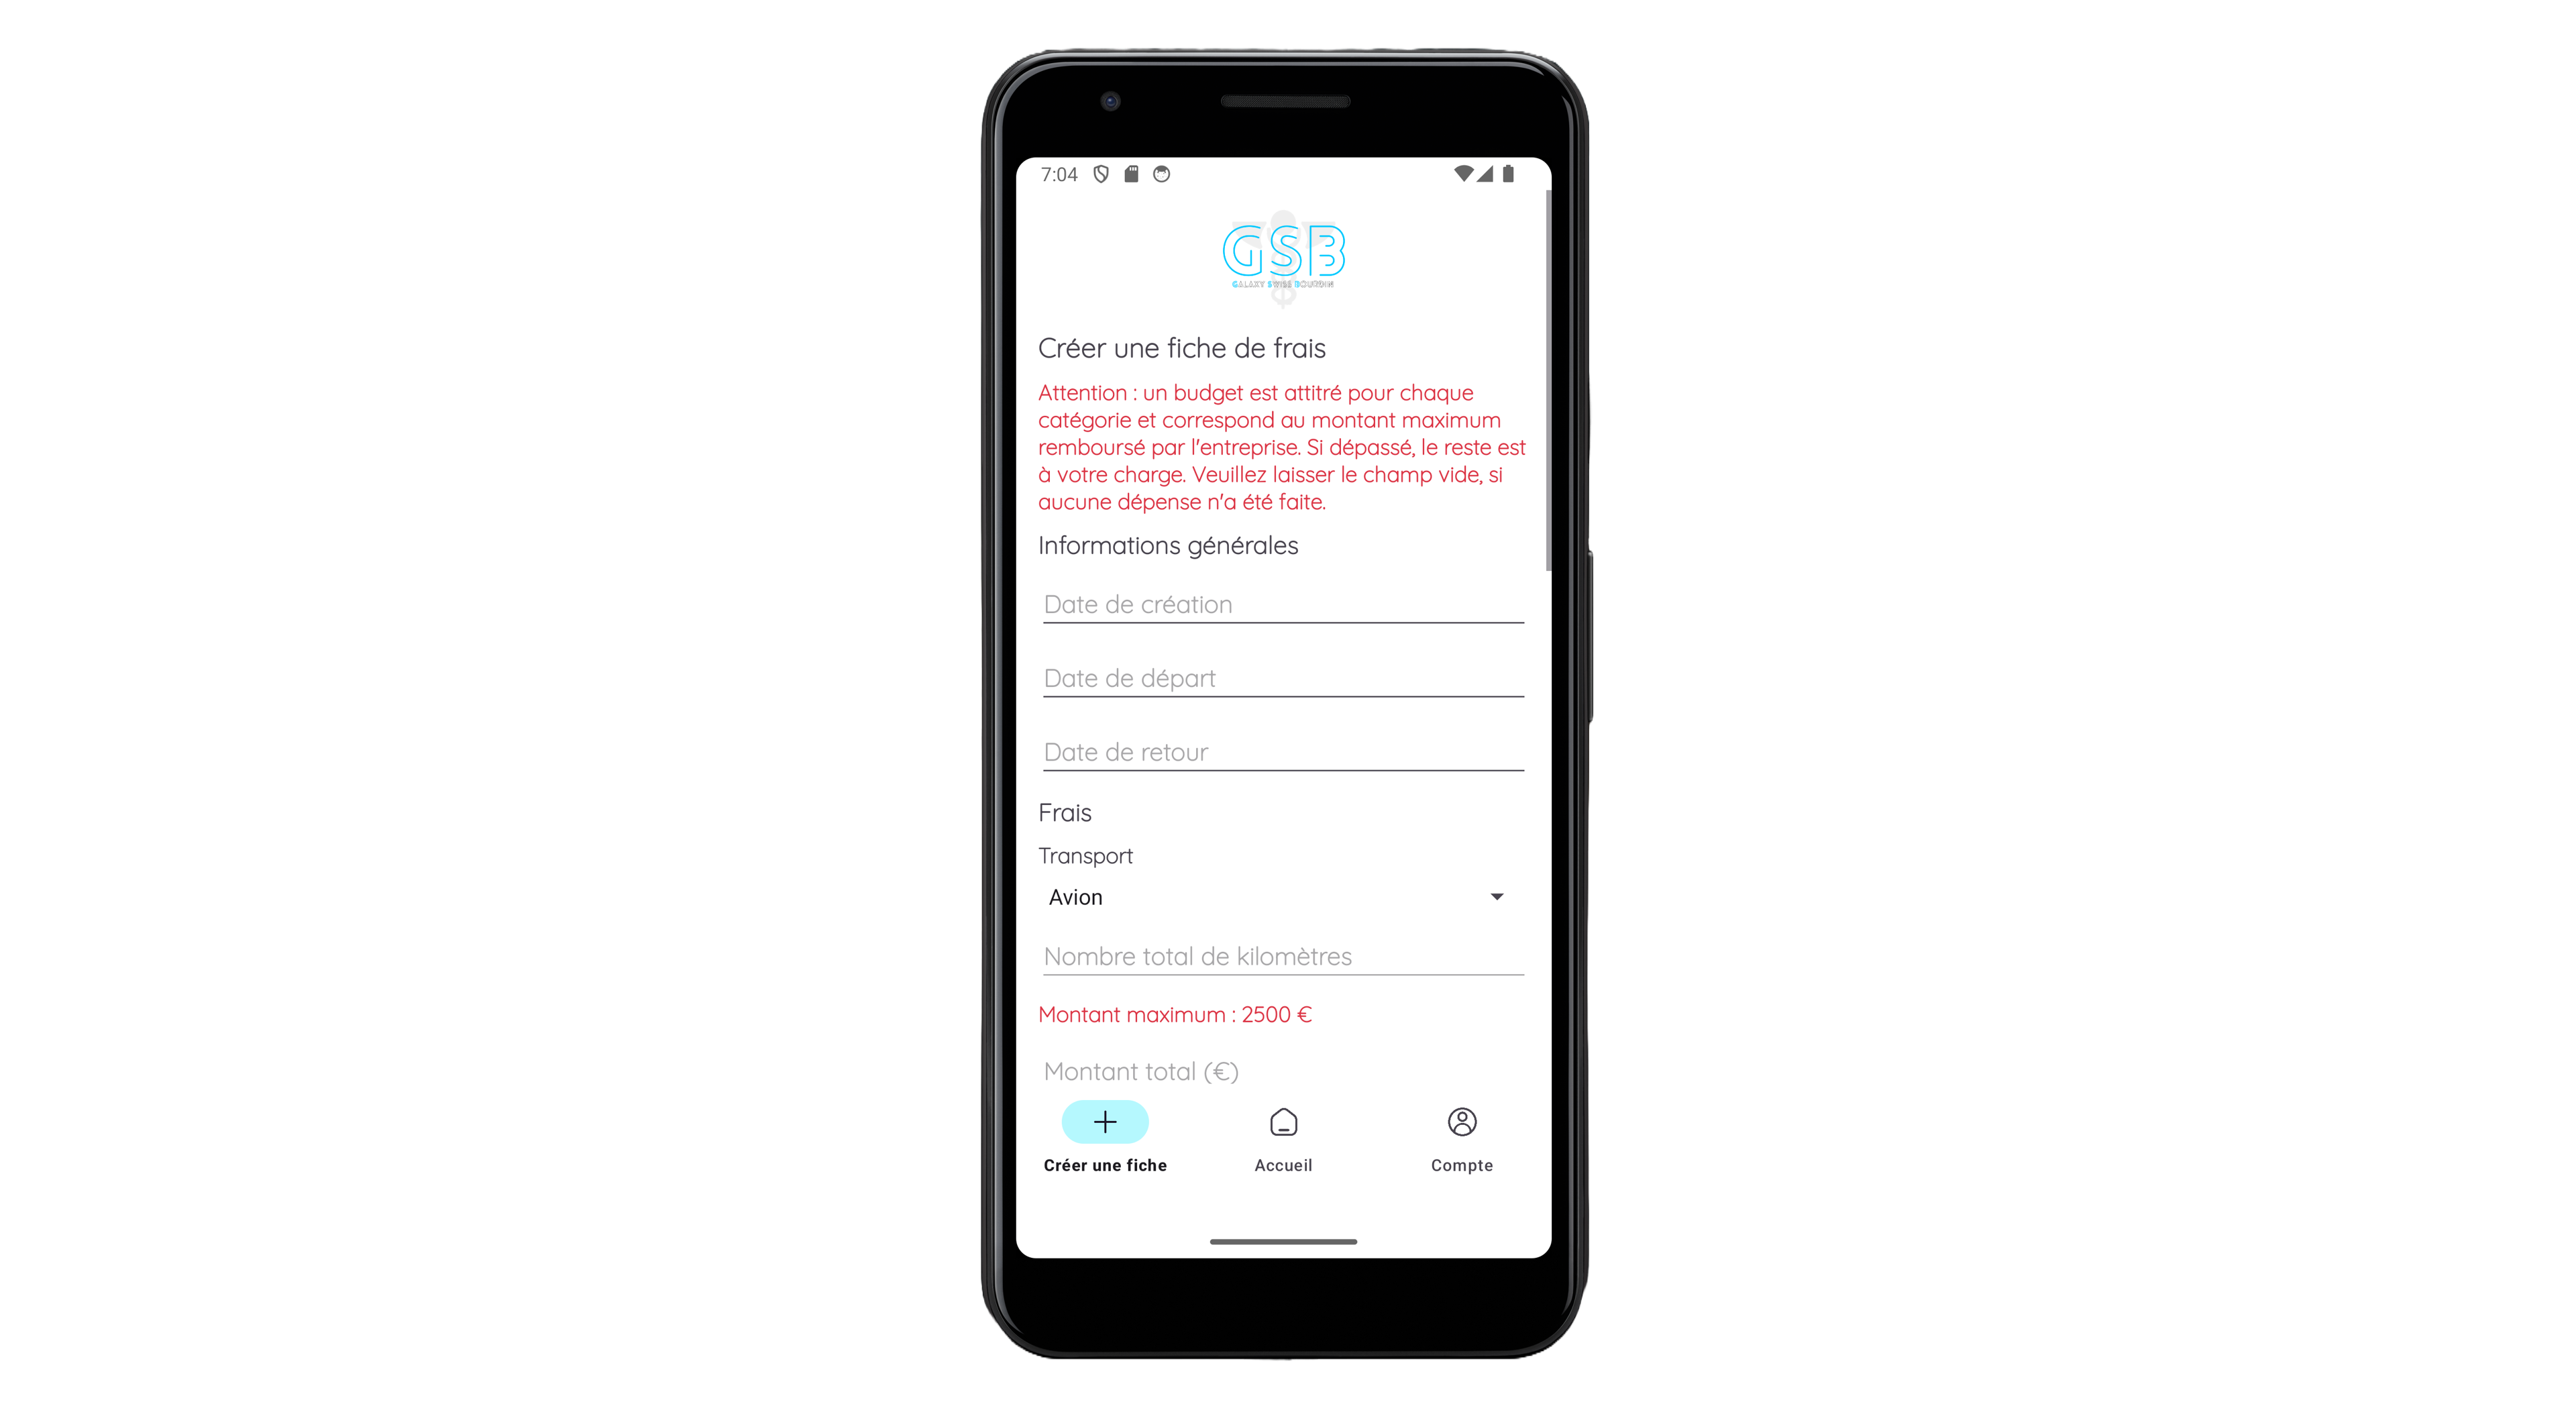 7:04
GSB
GALAXY SWISS BOURDIN
Créer une fiche de frais
Attention : un budget est attitré pour chaque
catégorie et correspond au montant maximum
remboursé par l'entreprise. Si dépassé, le reste est
à votre charge. Veuillez laisser le champ vide, si
aucune dépense n'a été faite.
Informations générales
Date de création
Date de départ
Date de retour
Frais
Transport
Avion
Nombre total de kilomètres
Montant maximum : 2500 €
Montant total (€)
Créer une fiche
Accueil
Compte